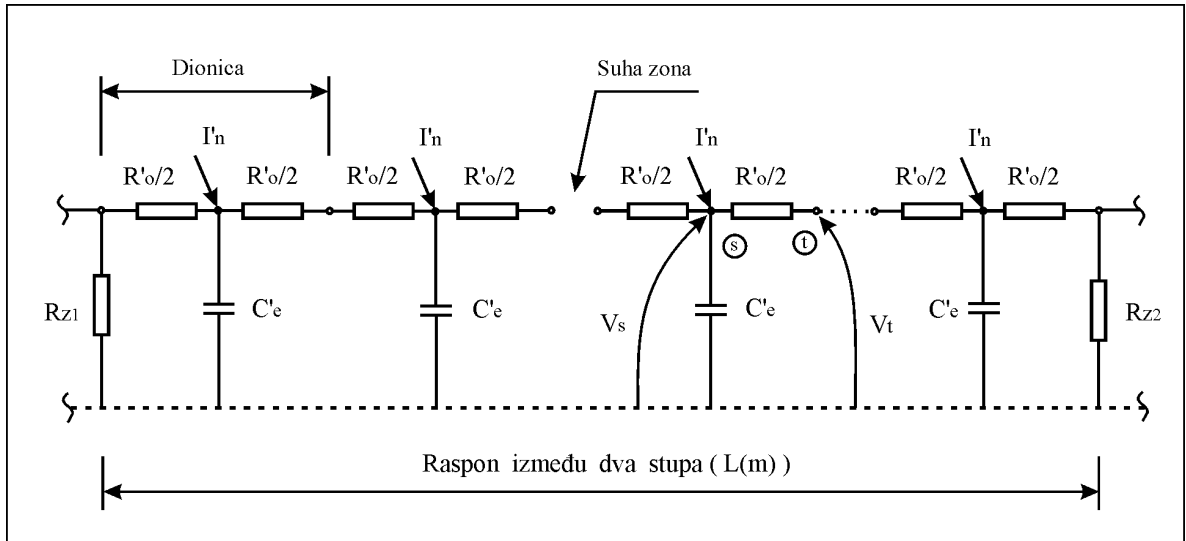 Dionica
Suha zona
I'n
I'n
I'n
I'n
R'o/2
R'o/2
R'o/2
R'o/2
R'o/2
R'o/2
R'o/2
R'o/2
s
t
Rz1
C'e
C'e
Vs
C'e
Vt
C'e
Rz2
Raspon između dva stupa ( L(m) )